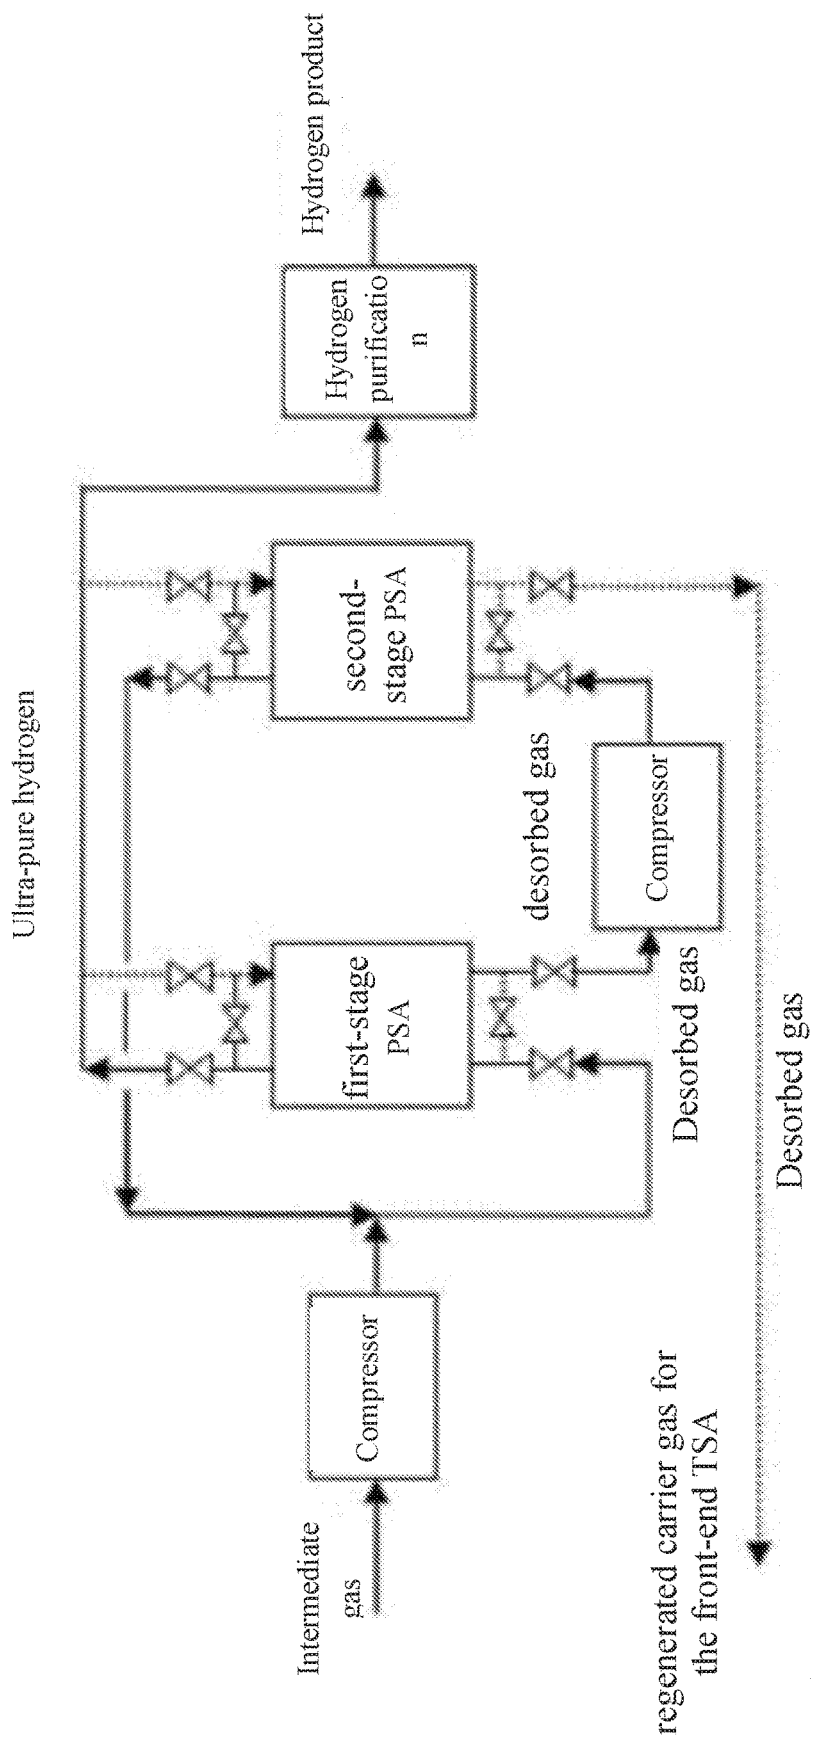 Ultra-pure hydrogen
Hydrogen product
Intermediate
gas
Compressor
first-stage
PSA
second-
stage PSA
Hydrogen
purificatio
n
desorbed gas
Compressor
Desorbed gas
Desorbed gas
regenerated carrier gas for
the front-end TSA